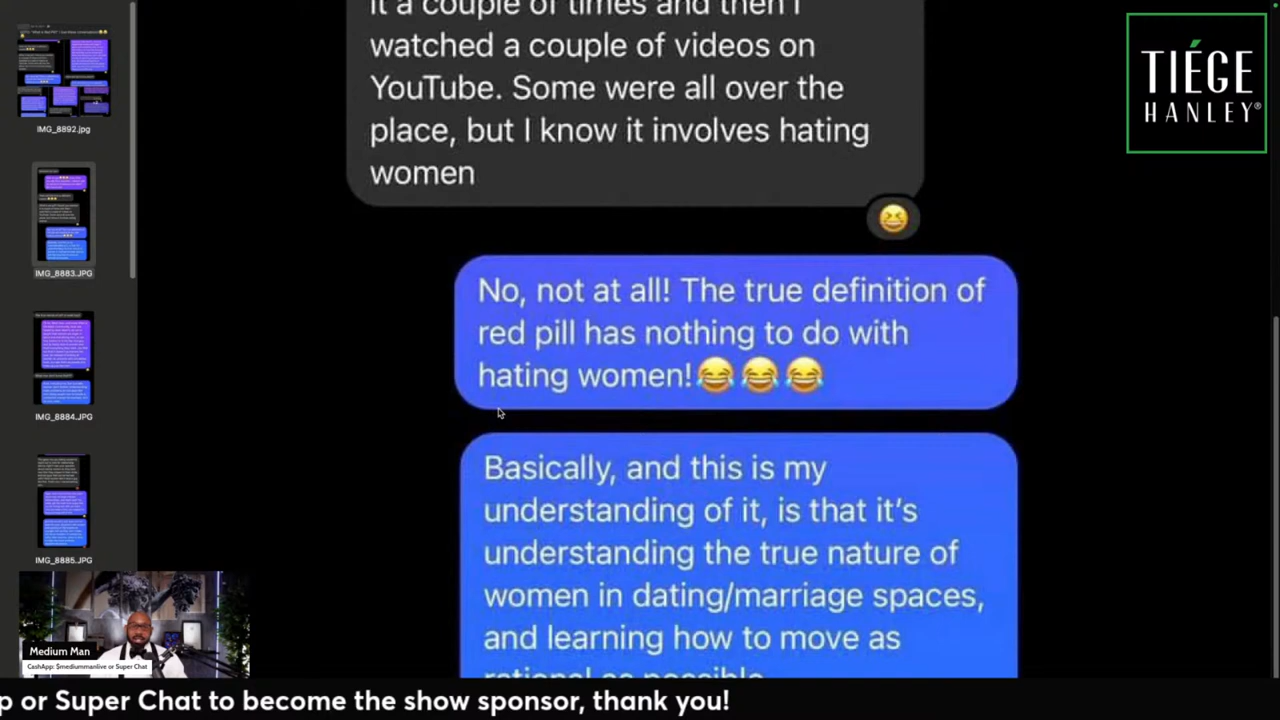 it a couple of times and then I
watched a couple of videos on
YouTube. Some were all over the
place, but I know it involves hating
women
No, not at all! The true definition of
red pill has nothing to do with
hating women!😂😂😂
Basically, and this is my
understanding of it, is that it's
understanding the true nature of
women in dating/marriage spaces,
and learning how to move as
rational as possible
TIÉGE
HANLEY®
IMG_8892.jpg
IMG_8883.JPG
IMG_8884.JPG
IMG_8885.JPG
Medium Man
CashApp: $mediummanlive or Super Chat
p or Super Chat to become the show sponsor, thank you!